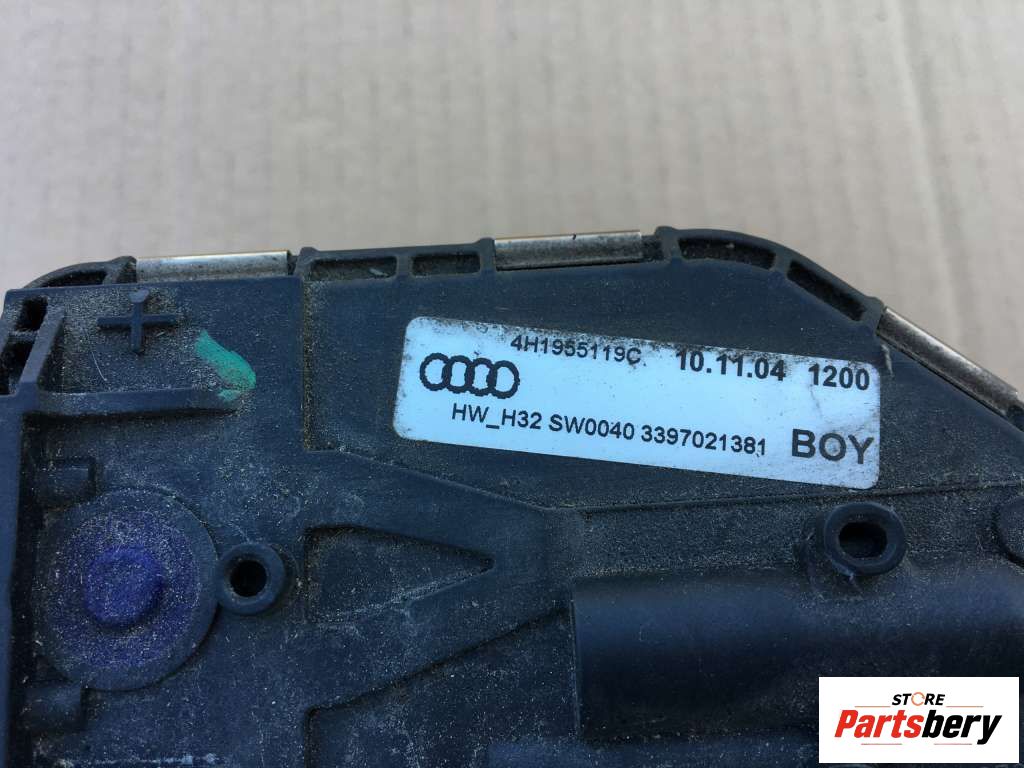 4H1955119C 10.11.04 1200
HW_H32 SW0040 3397021381 BOY
STORE
Partsbery